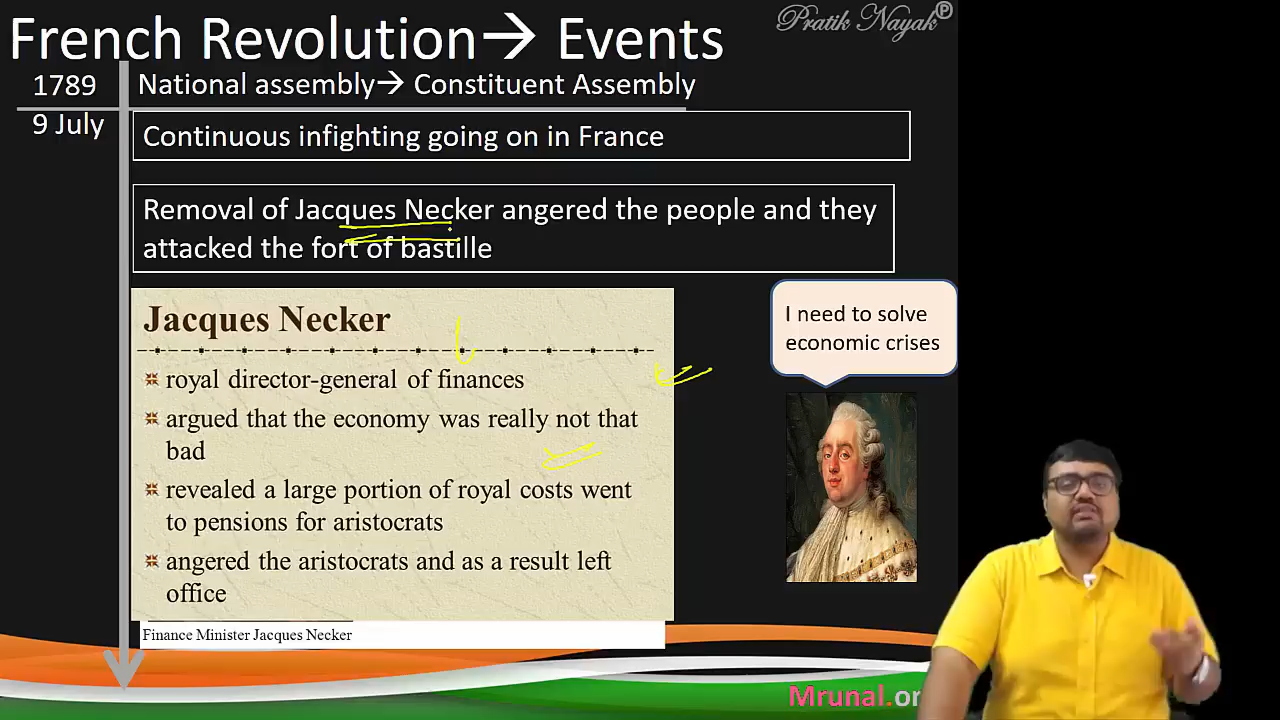 French Revolution→ Events
Pratik Nayak℗
1789
National assembly→ Constituent Assembly
9 July
Continuous infighting going on in France
Removal of Jacques Necker angered the people and they
attacked the fort of bastille
Jacques Necker
royal director-general of finances
argued that the economy was really not that
bad
revealed a large portion of royal costs went
to pensions for aristocrats
angered the aristocrats and as a result left
office
Finance Minister Jacques Necker
I need to solve
economic crises
Mrunal.or